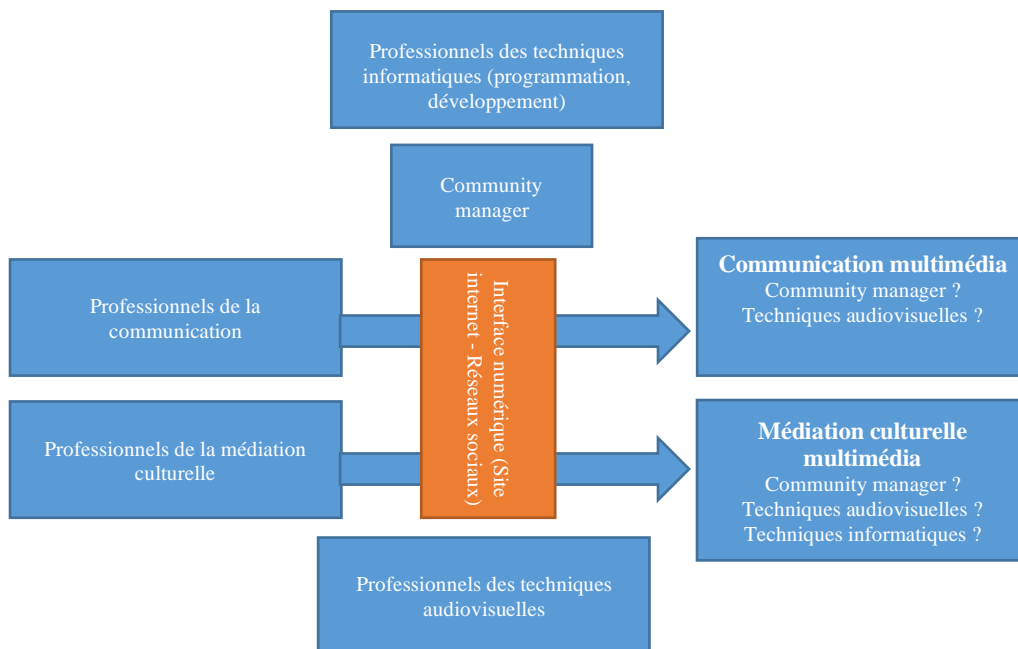 Professionnels des techniques
informatiques (programmation,
développement)
Community
manager
Professionnels de la
communication
Interface numérique (Site
internet - Réseaux sociaux)
Communication multimédia
Community manager ?
Techniques audiovisuelles ?
Professionnels de la médiation
culturelle
Médiation culturelle
multimédia
Community manager ?
Techniques audiovisuelles ?
Techniques informatiques ?
Professionnels des techniques
audiovisuelles